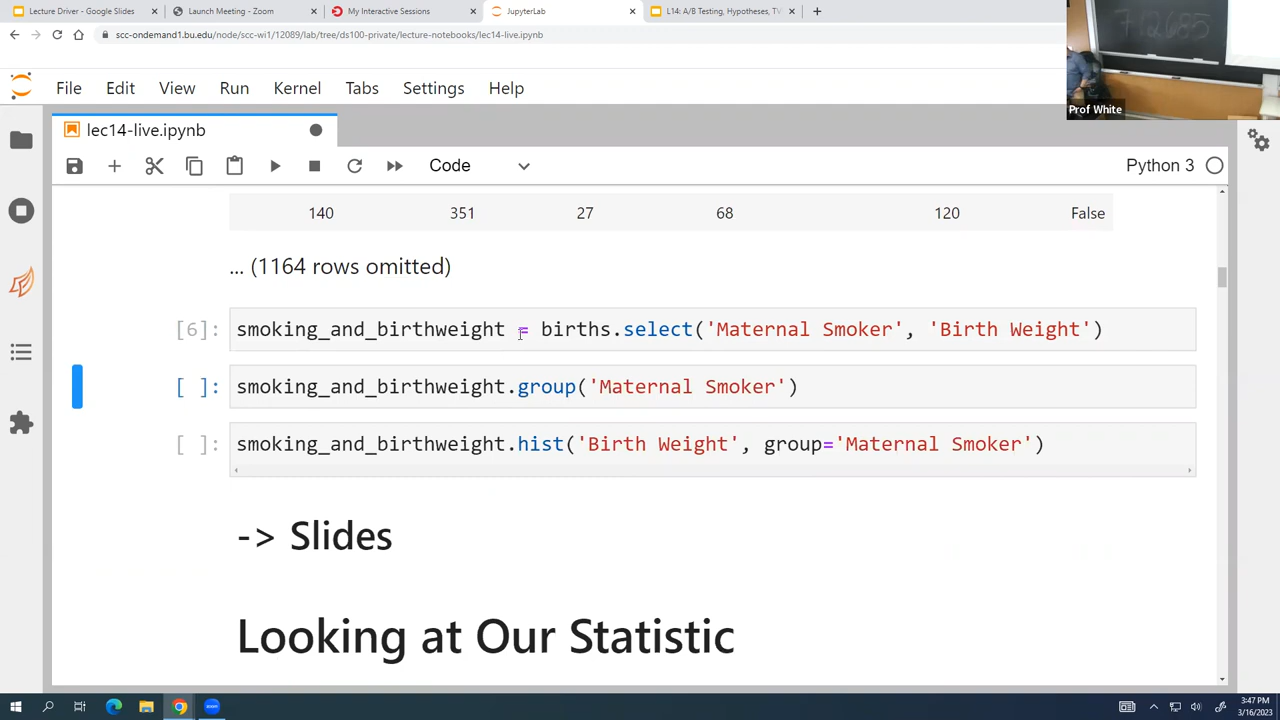 Lecture Driver - Google Slides
Launch Meeting - Zoom
My Interactive Sessions
JupyterLab
L14: A/B Testing, Hypotheses, TV
scc-ondemand1.bu.edu/node/scc-wi1/12089/lab/tree/ds100-private/lecture-notebooks/lec14-live.ipynb
712685
Prof White
File Edit View Run Kernel Tabs Settings Help
lec14-live.ipynb
Code
Python 3
140 351 27 68 120 False
... (1164 rows omitted)
[6]: smoking_and_birthweight = births.select('Maternal Smoker', 'Birth Weight')
[ ]: smoking_and_birthweight.group('Maternal Smoker')
[ ]: smoking_and_birthweight.hist('Birth Weight', group='Maternal Smoker')
-> Slides
Looking at Our Statistic
3:47 PM
3/16/2023